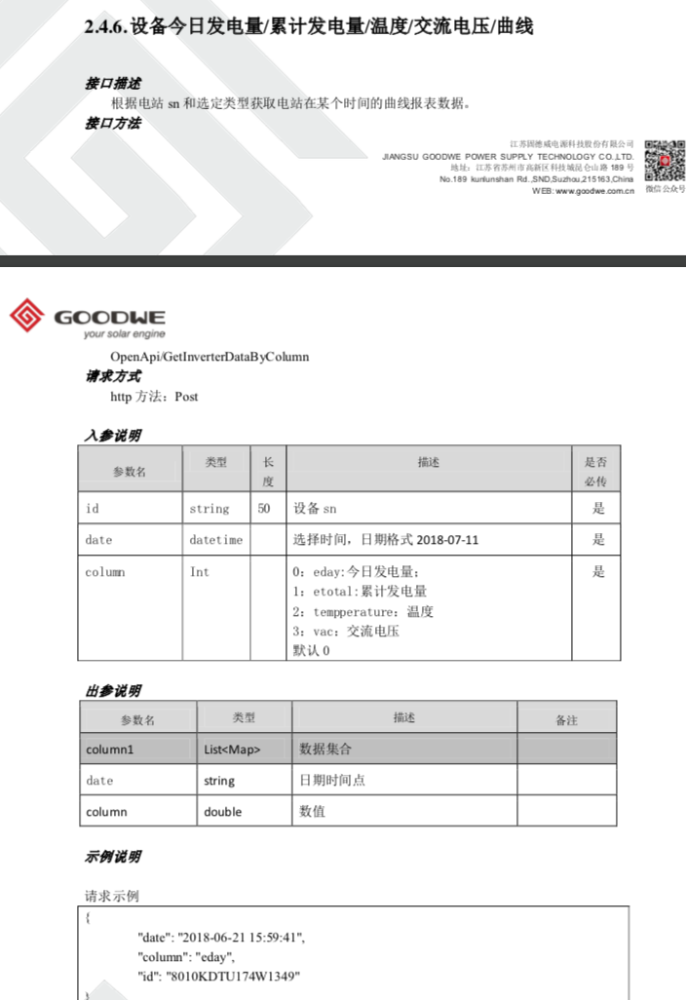 2.4.6.设备今日发电量/累计发电量/温度/交流电压/曲线
接口描述
根据电站 sn 和选定类型获取电站在某个时间的曲线报表数据。
接口方法
江苏固德威电源科技股份有限公司
JIANGSU GOODWE POWER SUPPLY TECHNOLOGY CO.,LTD.
地址：江苏省苏州市高新区科技城昆仑山路 189 号
No.189 kunlunshan Rd.,SND,Suzhou,215163,China
WEB: www.goodwe.com.cn
微信公众号
GOODWE
your solar engine
OpenApi/GetInverterDataByColumn
请求方式
http 方法：Post
入参说明
参数名 类型 长度 描述 是否必传
id string 50 设备 sn 是
date datetime 选择时间，日期格式 2018-07-11 是
column Int 0：eday:今日发电量； 是
1：etotal:累计发电量
2：tempperature：温度
3：vac：交流电压
默认 0
出参说明
参数名 类型 描述 备注
column1 List<Map> 数据集合
date string 日期时间点
column double 数值
示例说明
请求示例
{
"date": "2018-06-21 15:59:41",
"column": "eday",
"id": "8010KDTU174W1349"
}